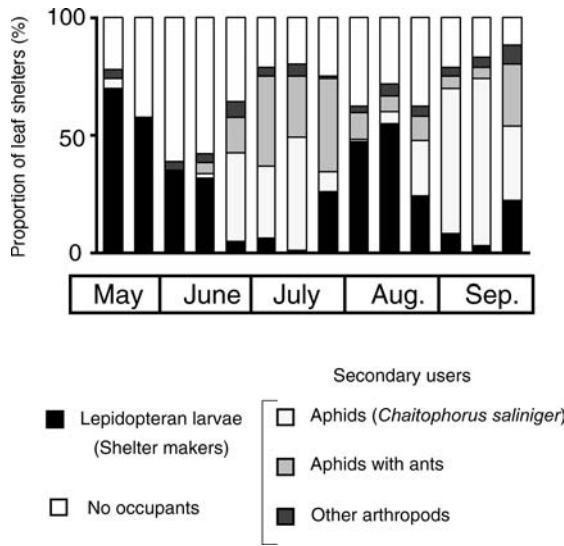 Proportion of leaf shelters (%)
100
50
0
May June July Aug. Sep.
Secondary users
Lepidopteran larvae
(Shelter makers)
No occupants
Aphids (Chaitophorus saliniger)
Aphids with ants
Other arthropods